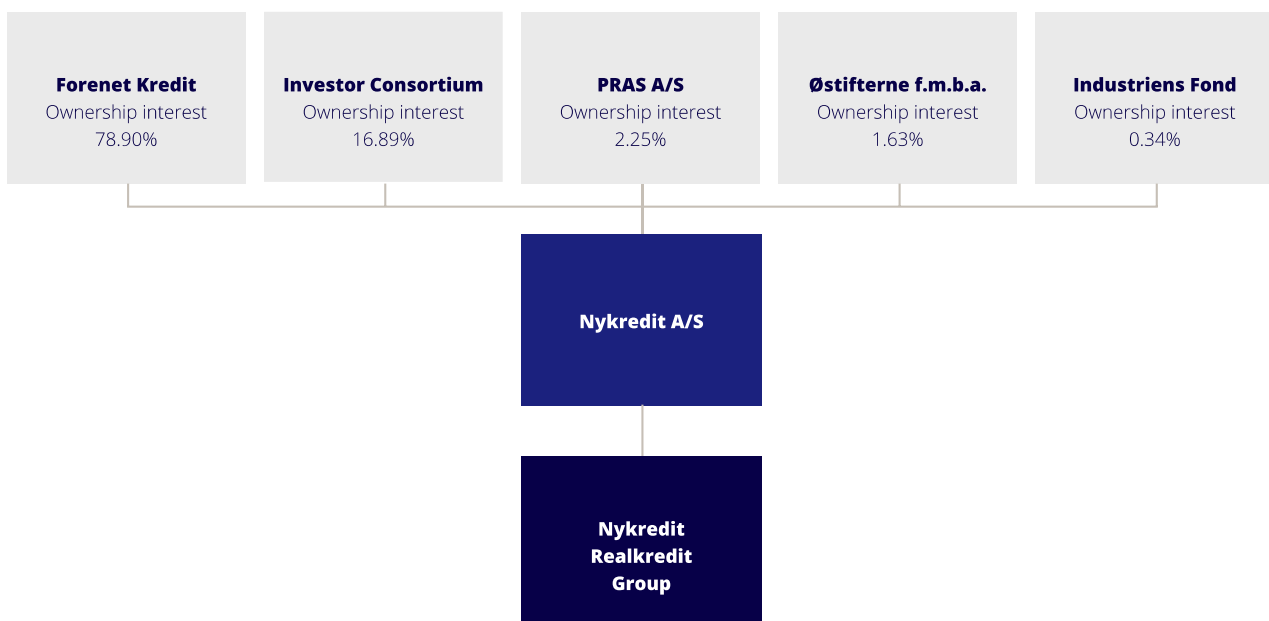 Forenet Kredit
Ownership interest
78.90%
Investor Consortium
Ownership interest
16.89%
PRAS A/S
Ownership interest
2.25%
Østifterne f.m.b.a.
Ownership interest
1.63%
Industriens Fond
Ownership interest
0.34%
Nykredit A/S
Nykredit
Realkredit
Group